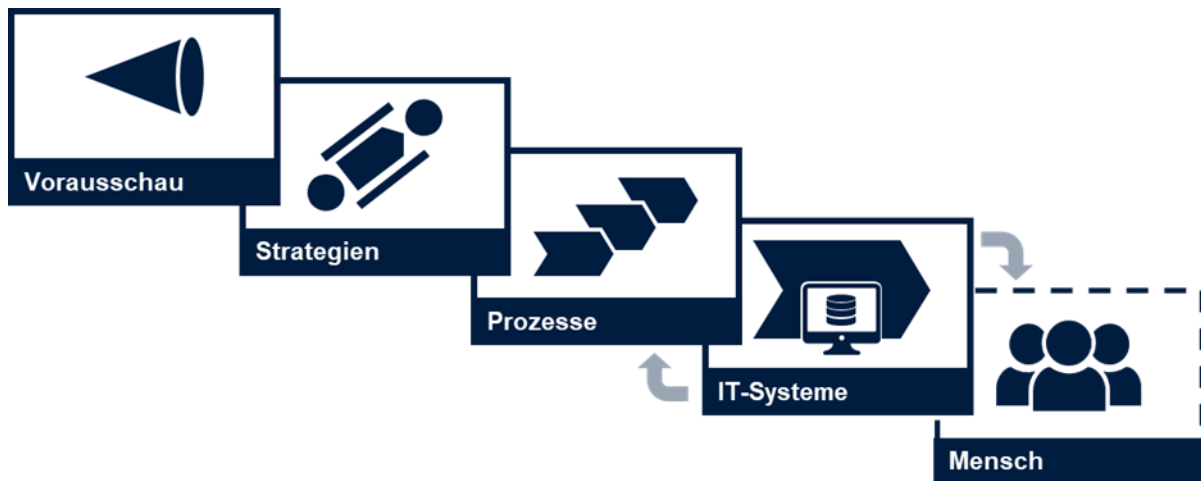 Vorausschau
Strategien
Prozesse
IT-Systeme
Mensch